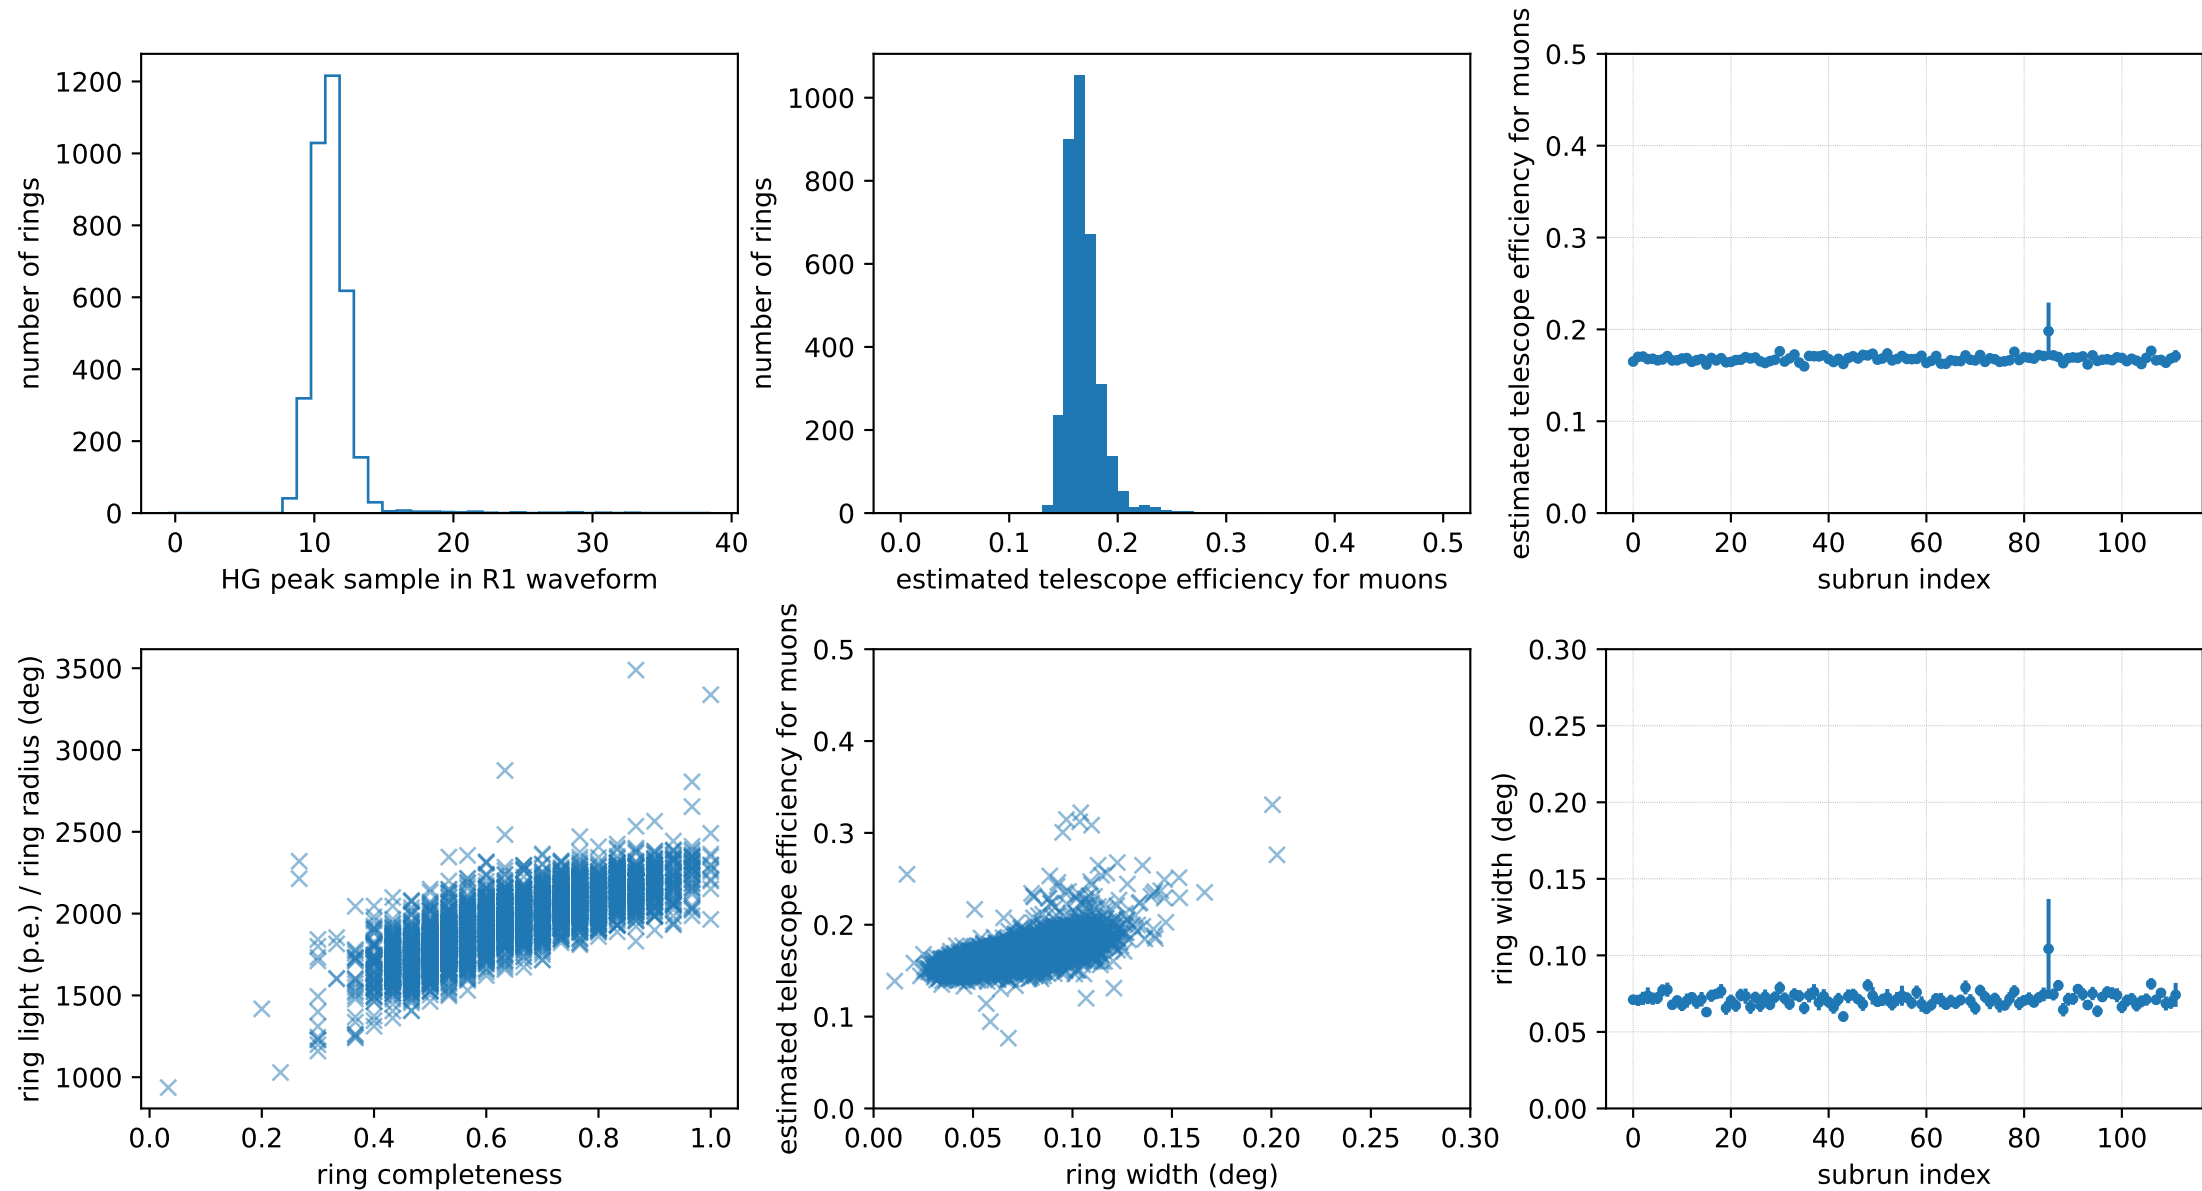 number of rings
1200
1000
800
600
400
200
0
0 10 20 30 40
HG peak sample in R1 waveform
number of rings
1000
800
600
400
200
0
0.0 0.1 0.2 0.3 0.4 0.5
estimated telescope efficiency for muons
estimated telescope efficiency for muons
0.5
0.4
0.3
0.2
0.1
0.0
0 20 40 60 80 100
subrun index
ring light (p.e.) / ring radius (deg)
3500
3000
2500
2000
1500
1000
0.0 0.2 0.4 0.6 0.8 1.0
ring completeness
estimated telescope efficiency for muons
0.5
0.4
0.3
0.2
0.1
0.0
0.00 0.05 0.10 0.15 0.20 0.25 0.30
ring width (deg)
ring width (deg)
0.30
0.25
0.20
0.15
0.10
0.05
0.00
0 20 40 60 80 100
subrun index